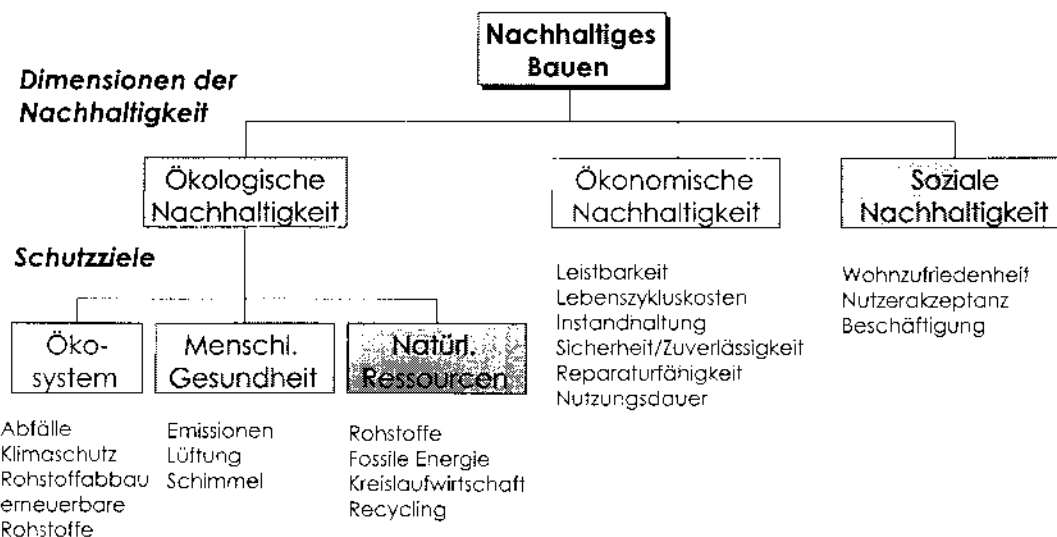 Nachhaltiges
Bauen
Dimensionen der
Nachhaltigkeit
Ökologische
Nachhaltigkeit
Ökonomische
Nachhaltigkeit
Soziale
Nachhaltigkeit
Schutzziele
Öko-
system
Menschl.
Gesundheit
Natürl.
Ressourcen
Leistbarkeit
Lebenszykluskosten
Instandhaltung
Sicherheit/Zuverlässigkeit
Reparaturfähigkeit
Nutzungsdauer
Wohnzufriedenheit
Nutzerakzeptanz
Beschäftigung
Abfälle
Klimaschutz
Rohstoffabbau
erneuerbare
Rohstoffe
Emissionen
Lüftung
Schimmel
Rohstoffe
Fossile Energie
Kreislaufwirtschaft
Recycling